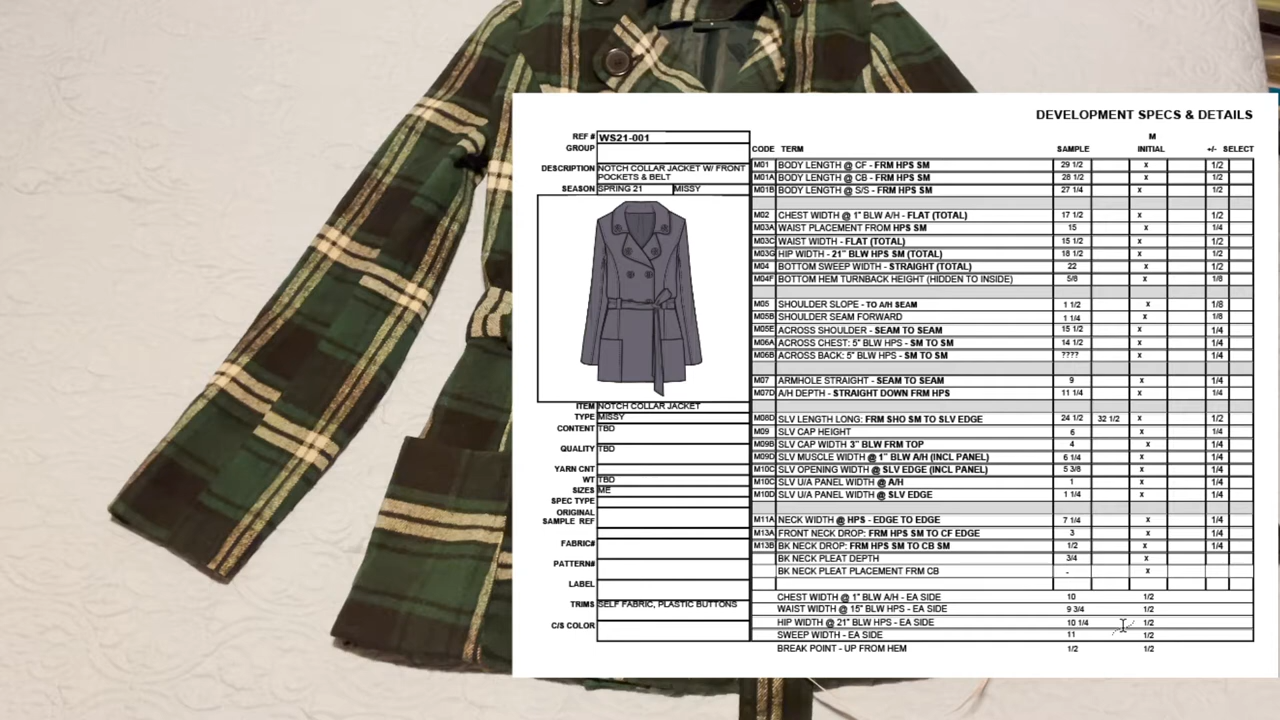 DEVELOPMENT SPECS & DETAILS
REF # WS21-001
GROUP
DESCRIPTION NOTCH COLLAR JACKET W/ FRONT
POCKETS & BELT
SEASON SPRING 21 MISSY
ITEM NOTCH COLLAR JACKET
TYPE MISSY
CONTENT TBD
QUALITY TBD
YARN CNT
WT TBD
SIZES ME
SPEC TYPE
ORIGINAL
SAMPLE REF
FABRIC#
PATTERN#
LABEL
TRIMS SELF FABRIC, PLASTIC BUTTONS
C/S COLOR
M
CODE TERM SAMPLE INITIAL +/- SELECT
M01 BODY LENGTH @ CF - FRM HPS SM 29 1/2 x 1/2
M01A BODY LENGTH @ CB - FRM HPS SM 28 1/2 x 1/2
M01B BODY LENGTH @ S/S - FRM HPS SM 27 1/4 x 1/2
M02 CHEST WIDTH @ 1" BLW A/H - FLAT (TOTAL) 17 1/2 x 1/2
M03A WAIST PLACEMENT FROM HPS SM 15 x 1/4
M03C WAIST WIDTH - FLAT (TOTAL) 15 1/2 x 1/2
M03G HIP WIDTH - 21" BLW HPS SM (TOTAL) 18 1/2 x 1/2
M04 BOTTOM SWEEP WIDTH - STRAIGHT (TOTAL) 22 x 1/2
M04F BOTTOM HEM TURNBACK HEIGHT (HIDDEN TO INSIDE) 5/8 x 1/8
M05 SHOULDER SLOPE - TO A/H SEAM 1 1/2 x 1/8
M05B SHOULDER SEAM FORWARD 1 1/4 x 1/8
M05E ACROSS SHOULDER - SEAM TO SEAM 15 1/2 x 1/4
M06A ACROSS CHEST: 5" BLW HPS - SM TO SM 14 1/2 x 1/4
M06B ACROSS BACK: 5" BLW HPS - SM TO SM ???? x 1/4
M07 ARMHOLE STRAIGHT - SEAM TO SEAM 9 x 1/4
M07D A/H DEPTH - STRAIGHT DOWN FRM HPS 11 1/4 x 1/4
M08D SLV LENGTH LONG: FRM SHO SM TO SLV EDGE 24 1/2 32 1/2 x 1/2
M09 SLV CAP HEIGHT 6 x 1/4
M09B SLV CAP WIDTH 3" BLW FRM TOP 4 x 1/4
M09D SLV MUSCLE WIDTH @ 1" BLW A/H (INCL PANEL) 6 1/4 x 1/4
M10C SLV OPENING WIDTH @ SLV EDGE (INCL PANEL) 5 3/8 x 1/4
M10C SLV U/A PANEL WIDTH @ A/H 1 x 1/4
M10D SLV U/A PANEL WIDTH @ SLV EDGE 1 1/4 x 1/4
M11A NECK WIDTH @ HPS - EDGE TO EDGE 7 1/4 x 1/4
M13A FRONT NECK DROP: FRM HPS SM TO CF EDGE 3 x 1/4
M13B BK NECK DROP: FRM HPS SM TO CB SM 1/2 x 1/4
BK NECK PLEAT DEPTH 3/4 x
BK NECK PLEAT PLACEMENT FRM CB - x
CHEST WIDTH @ 1" BLW A/H - EA SIDE 10 1/2
WAIST WIDTH @ 15" BLW HPS - EA SIDE 9 3/4 1/2
HIP WIDTH @ 21" BLW HPS - EA SIDE 10 1/4 1/2
SWEEP WIDTH - EA SIDE 11 1/2
BREAK POINT - UP FROM HEM 1/2 1/2